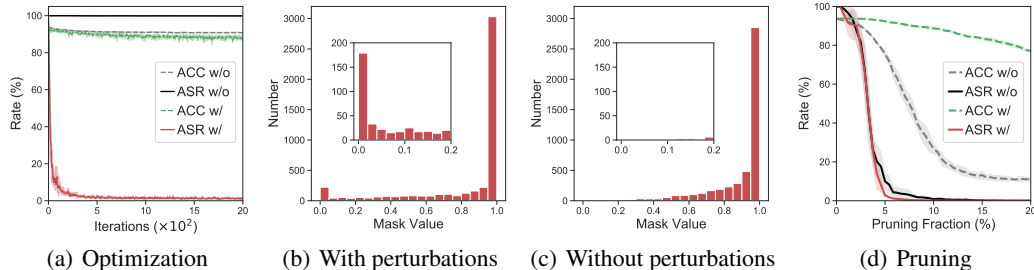 100
80
60
40
20
0
Rate (%)
ACC w/o
ASR w/o
ACC w/
ASR w/
0
5
10
15
20
Iterations (×10²)
(a) Optimization
3000
2500
2000
1500
1000
500
0
Number
200
150
100
50
0
0.0
0.1
0.2
0.0 0.2 0.4 0.6 0.8 1.0
Mask Value
(b) With perturbations
3000
2500
2000
1500
1000
500
0
Number
200
150
100
50
0
0.0
0.1
0.2
0.0 0.2 0.4 0.6 0.8 1.0
Mask Value
(c) Without perturbations
100
80
60
40
20
0
Rate (%)
ACC w/o
ASR w/o
ACC w/
ASR w/
0
5
10
15
20
Pruning Fraction (%)
(d) Pruning